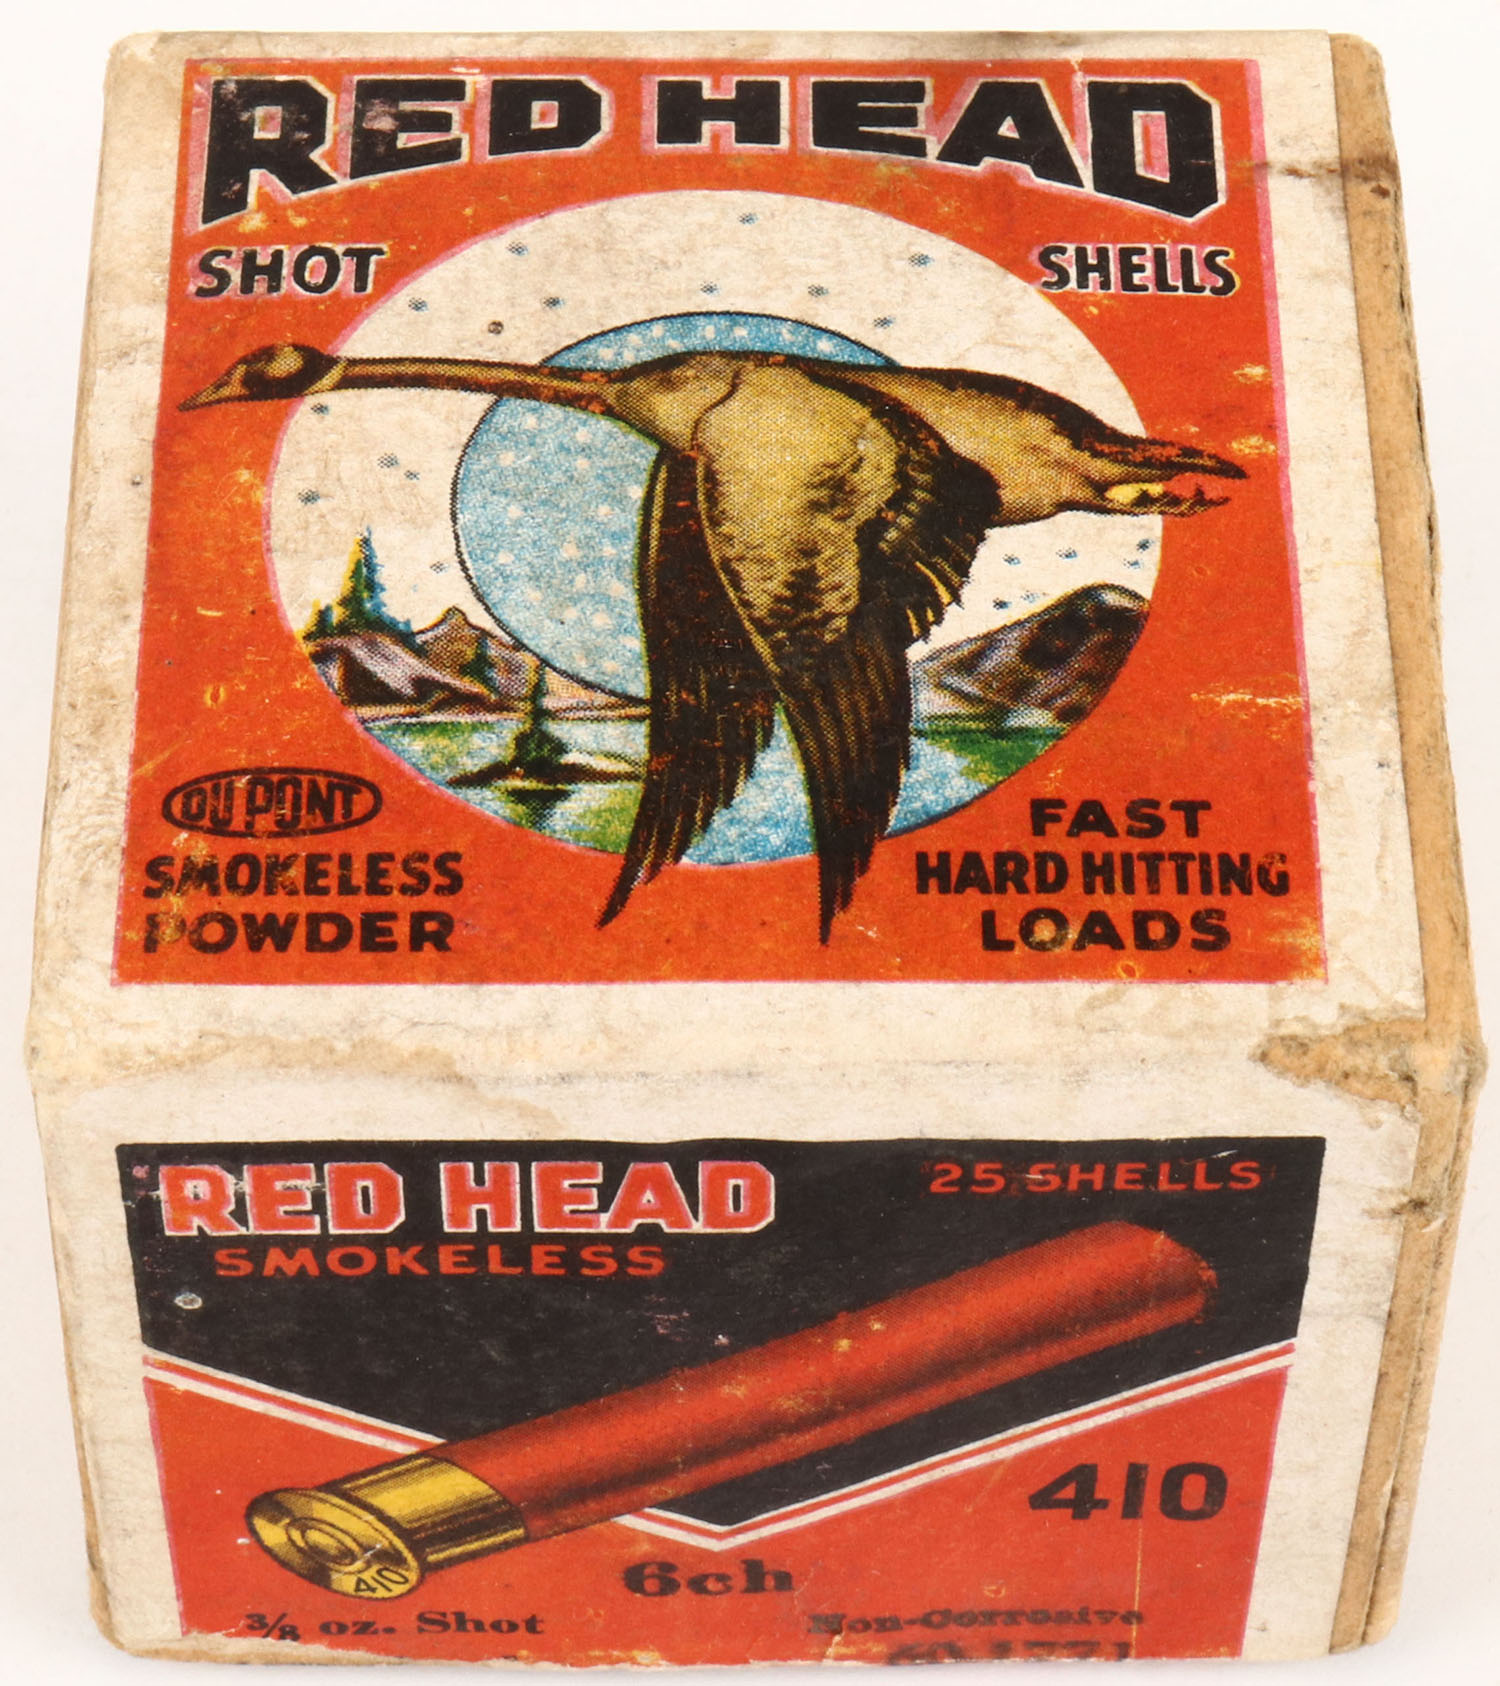 RED HEAD
SHOT SHELLS
DU PONT
SMOKELESS
POWDER
FAST
HARD HITTING
LOADS
RED HEAD
SMOKELESS
25 SHELLS
410
410
6ch
3/8 oz. Shot
Non-Corrosive